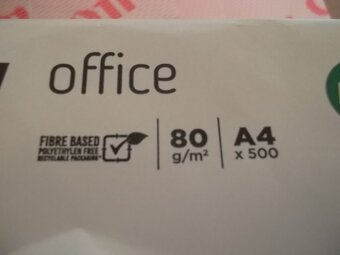 office
FIBRE BASED
POLYETHYLEN FREE
RECYCLABLE PACKAGING
80
g/m²
A4
x 500